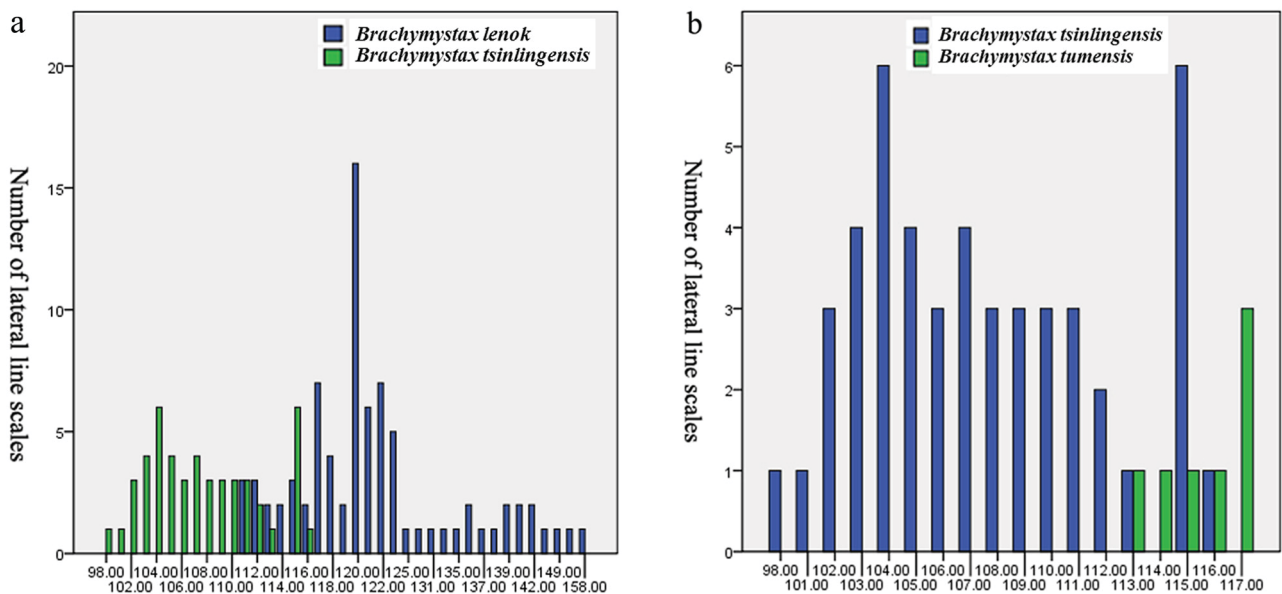 a
Brachymystax lenok
Brachymystax tsinlingensis
Number of lateral line scales
20
15
10
5
0
98.00 104.00 108.00 112.00 116.00 120.00 125.00 135.00 139.00 149.00
102.00 106.00 110.00 114.00 118.00 122.00 131.00 137.00 142.00 158.00
b
Brachymystax tsinlingensis
Brachymystax tumensis
Number of lateral line scales
6
5
4
3
2
1
0
98.00 102.00 104.00 106.00 108.00 110.00 112.00 114.00 116.00
101.00 103.00 105.00 107.00 109.00 111.00 113.00 115.00 117.00